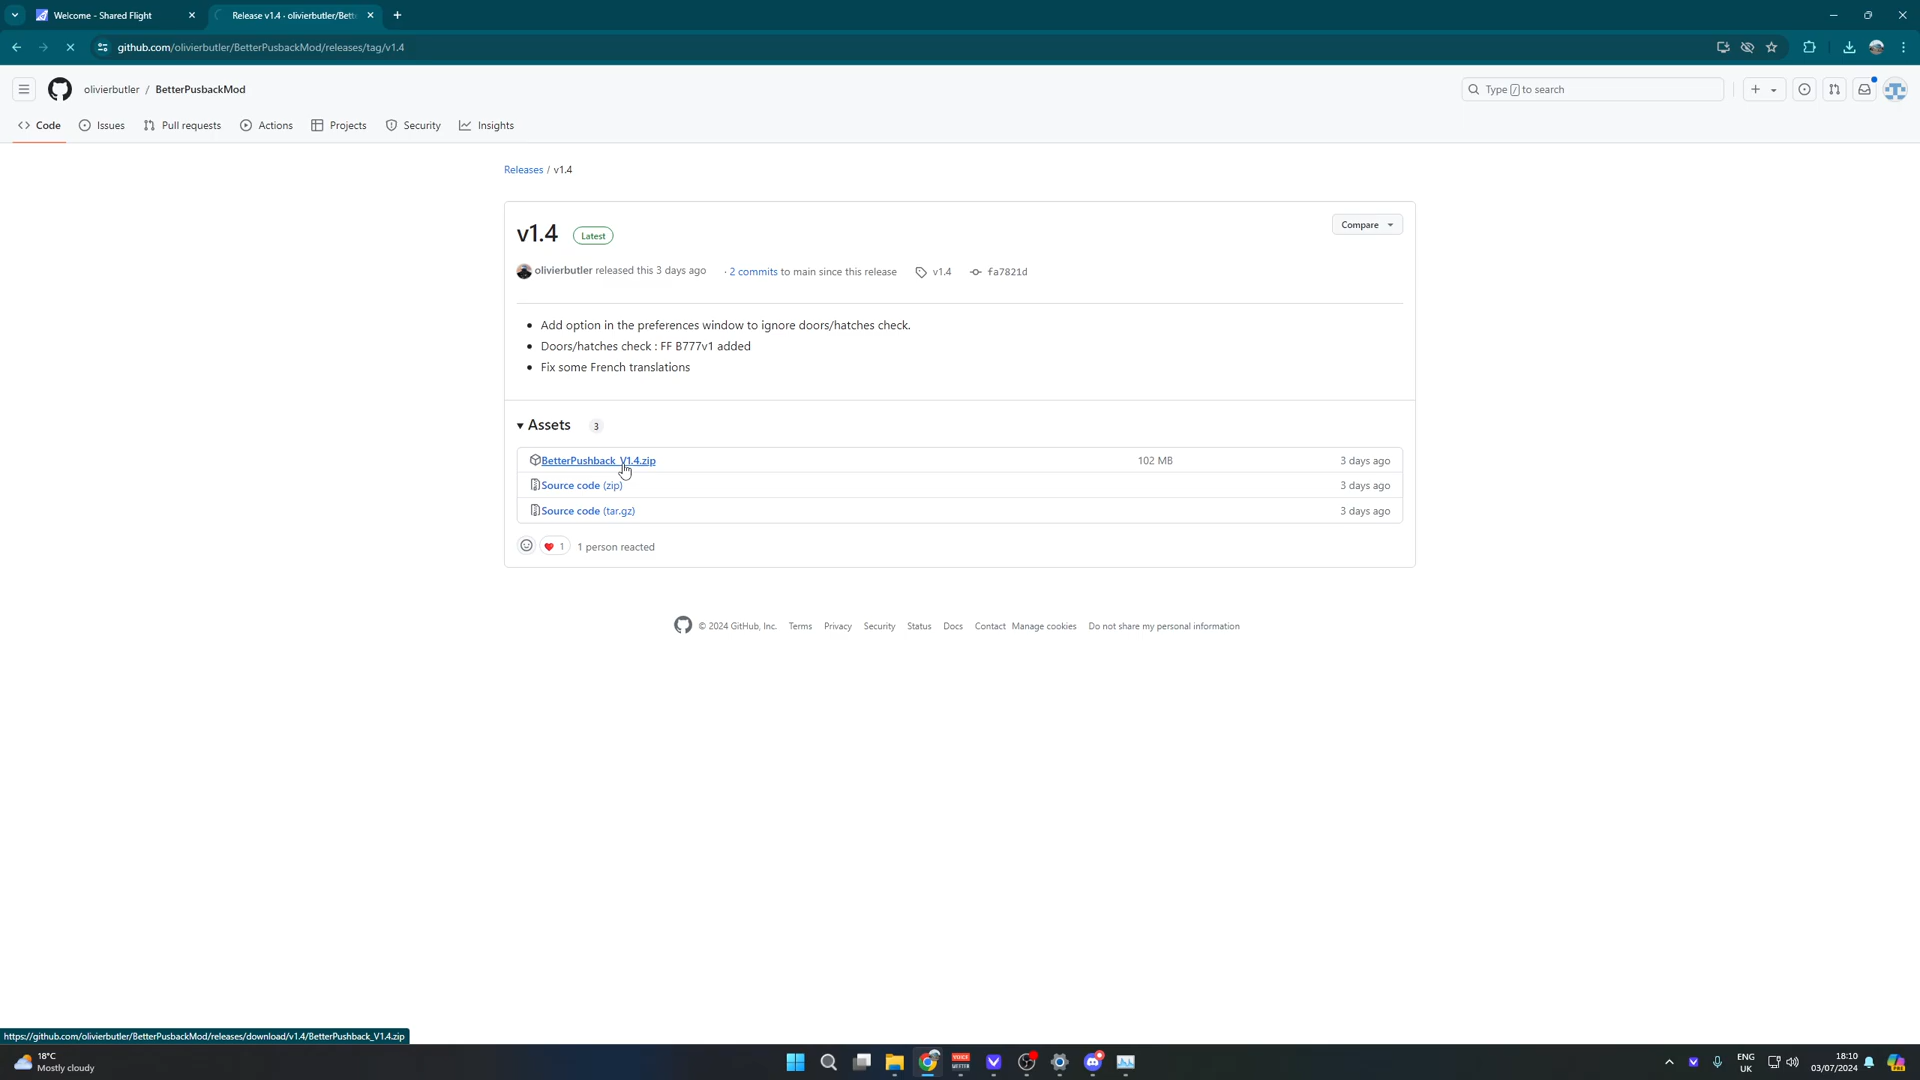 Welcome - Shared Flight
Release v1.4 · olivierbutler/Bett
github.com/olivierbutler/BetterPusbackMod/releases/tag/v1.4
olivierbutler / BetterPusbackMod
Type / to search
Code
Issues
Pull requests
Actions
Projects
Security
Insights
Releases / v1.4
v1.4
Latest
Compare
olivierbutler released this 3 days ago
· 2 commits to main since this release
v1.4
fa7821d
Add option in the preferences window to ignore doors/hatches check.
Doors/hatches check : FF B777v1 added
Fix some French translations
Assets
3
BetterPushback_V1.4.zip
102 MB
3 days ago
Source code (zip)
3 days ago
Source code (tar.gz)
3 days ago
1
1 person reacted
© 2024 GitHub, Inc.
Terms
Privacy
Security
Status
Docs
Contact
Manage cookies
Do not share my personal information
https://github.com/olivierbutler/BetterPusbackMod/releases/download/v1.4/BetterPushback_V1.4.zip
18°C
Mostly cloudy
ENG
UK
18:10
03/07/2024